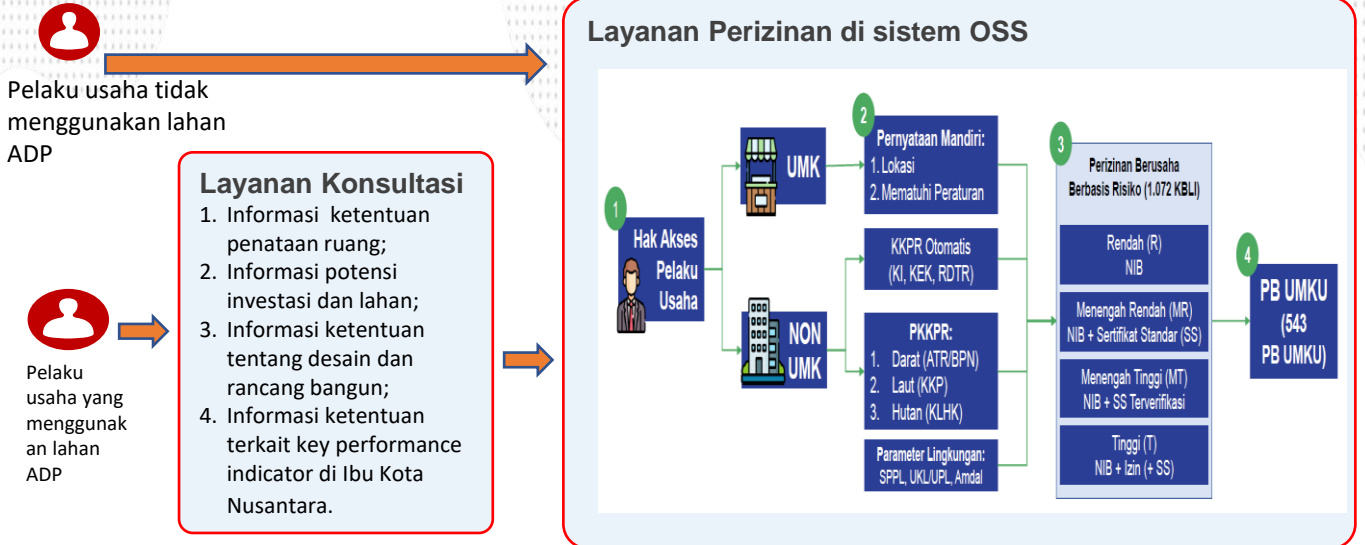 Pelaku usaha tidak
menggunakan lahan
ADP
Pelaku
usaha yang
menggunak
an lahan
ADP
Layanan Konsultasi
1. Informasi ketentuan
penataan ruang;
2. Informasi potensi
investasi dan lahan;
3. Informasi ketentuan
tentang desain dan
rancang bangun;
4. Informasi ketentuan
terkait key performance
indicator di Ibu Kota
Nusantara.
Layanan Perizinan di sistem OSS
1
Hak Akses
Pelaku
Usaha
UMK
NON
UMK
2
Pernyataan Mandiri:
1. Lokasi
2. Mematuhi Peraturan
KKPR Otomatis
(KI, KEK, RDTR)
PKKPR:
1. Darat (ATR/BPN)
2. Laut (KKP)
3. Hutan (KLHK)
Parameter Lingkungan:
SPPL, UKL/UPL, Amdal
3
Perizinan Berusaha
Berbasis Risiko (1.072 KBLI)
Rendah (R)
NIB
Menengah Rendah (MR)
NIB + Sertifikat Standar (SS)
Menengah Tinggi (MT)
NIB + SS Terverifikasi
Tinggi (T)
NIB + Izin (+ SS)
4
PB UMKU
(543
PB UMKU)